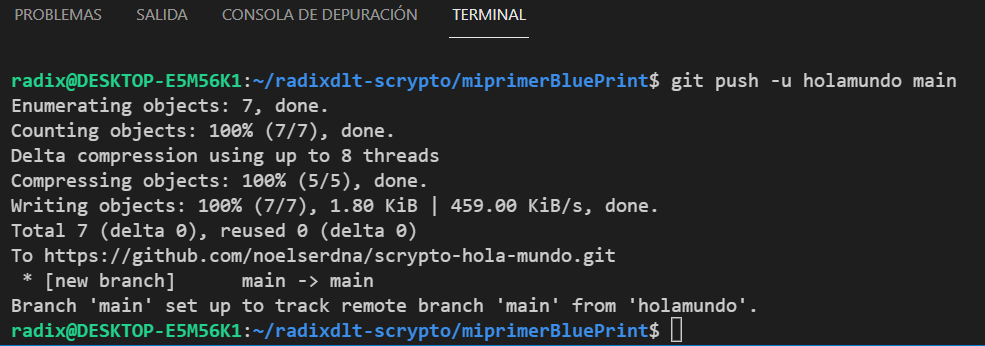 PROBLEMAS SALIDA CONSOLA DE DEPURACIÓN TERMINAL
radix@DESKTOP-E5M56K1:~/radixdlt-scrypto/miprimerBluePrint$ git push -u holamundo main
Enumerating objects: 7, done.
Counting objects: 100% (7/7), done.
Delta compression using up to 8 threads
Compressing objects: 100% (5/5), done.
Writing objects: 100% (7/7), 1.80 KiB | 459.00 KiB/s, done.
Total 7 (delta 0), reused 0 (delta 0)
To https://github.com/noelserdna/scrypto-hola-mundo.git
 * [new branch]      main -> main
Branch 'main' set up to track remote branch 'main' from 'holamundo'.
radix@DESKTOP-E5M56K1:~/radixdlt-scrypto/miprimerBluePrint$